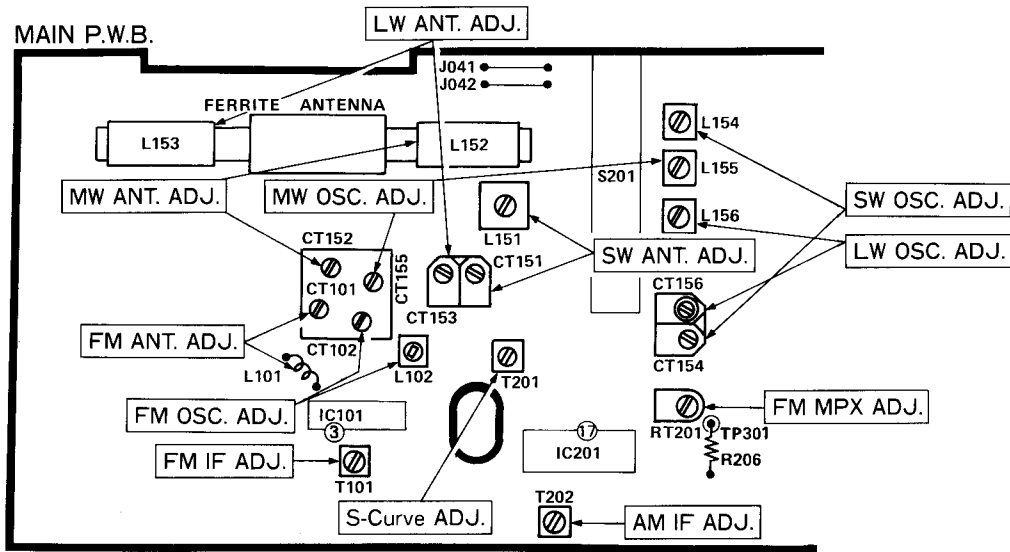 LW ANT. ADJ.
MAIN P.W.B.
J041
J042
FERRITE ANTENNA
L153
L152
L154
S201
L155
MW ANT. ADJ.
MW OSC. ADJ.
SW OSC. ADJ.
L156
L151
CT152
CT151
SW ANT. ADJ.
LW OSC. ADJ.
CT101
CT155
CT156
CT153
FM ANT. ADJ.
CT102
CT154
L101
L102
T201
FM OSC. ADJ.
IC101
FM MPX ADJ.
3
17
RT201
TP301
FM IF ADJ.
IC201
R206
T101
S-Curve ADJ.
T202
AM IF ADJ.